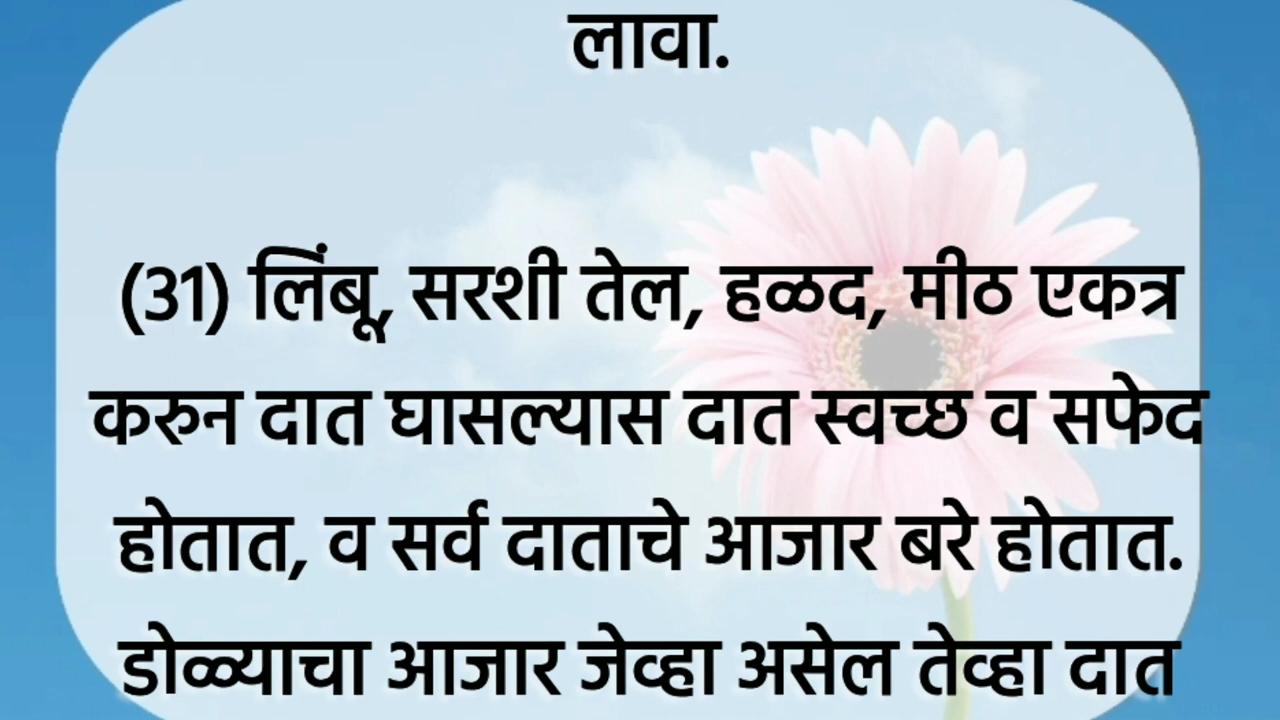 लावा.
(31) लिंबू, सरशी तेल, हळद, मीठ एकत्र
करुन दात घासल्यास दात स्वच्छ व सफेद
होतात, व सर्व दाताचे आजार बरे होतात.
डोळ्याचा आजार जेव्हा असेल तेव्हा दात